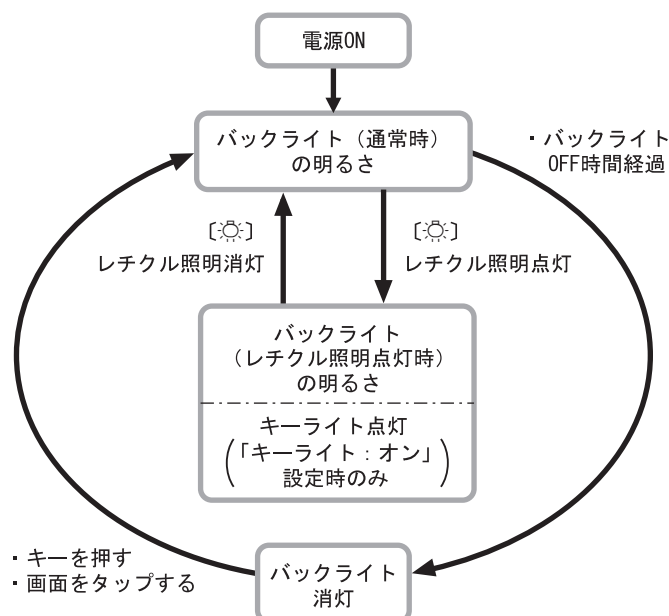 電源ON
バックライト（通常時）
の明るさ
・バックライト
OFF時間経過
〔☼〕
レチクル照明消灯
〔☼〕
レチクル照明点灯
バックライト
（レチクル照明点灯時）
の明るさ
キーライト点灯
（「キーライト：オン」
設定時のみ）
・キーを押す
・画面をタップする
バックライト
消灯